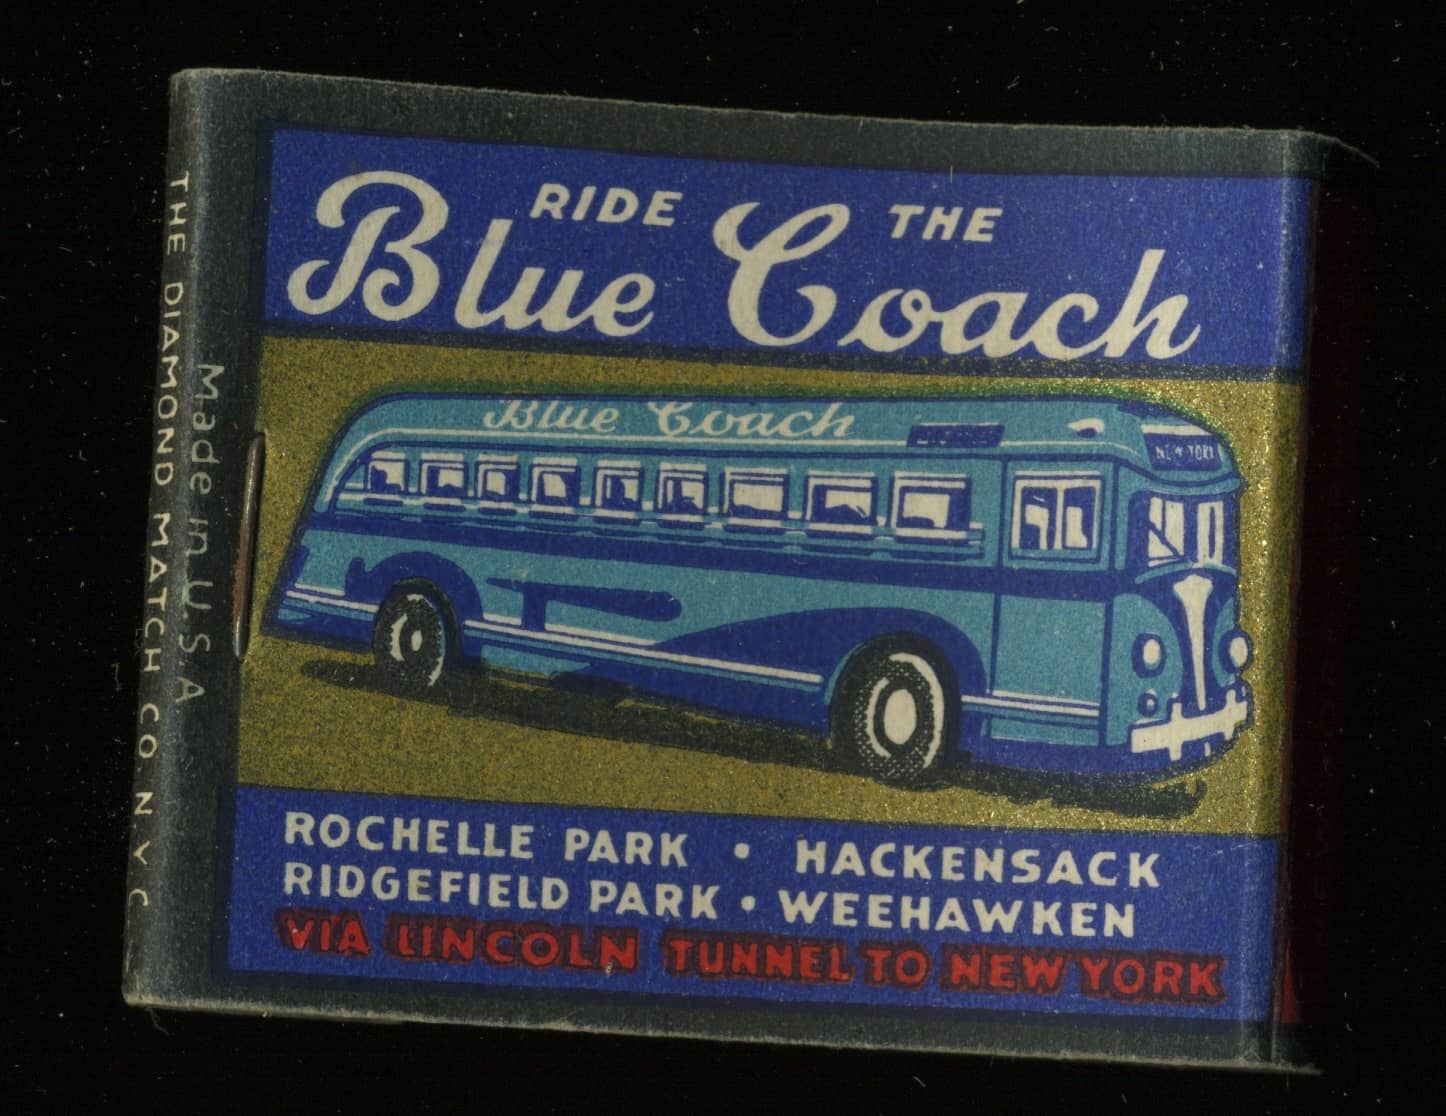 RIDE THE
Blue Coach
Blue Coach
NEW YORK
ROCHELLE PARK • HACKENSACK
RIDGEFIELD PARK • WEEHAWKEN
VIA LINCOLN TUNNEL TO NEW YORK
THE DIAMOND MATCH CO. N.Y.C.
Made in U.S.A